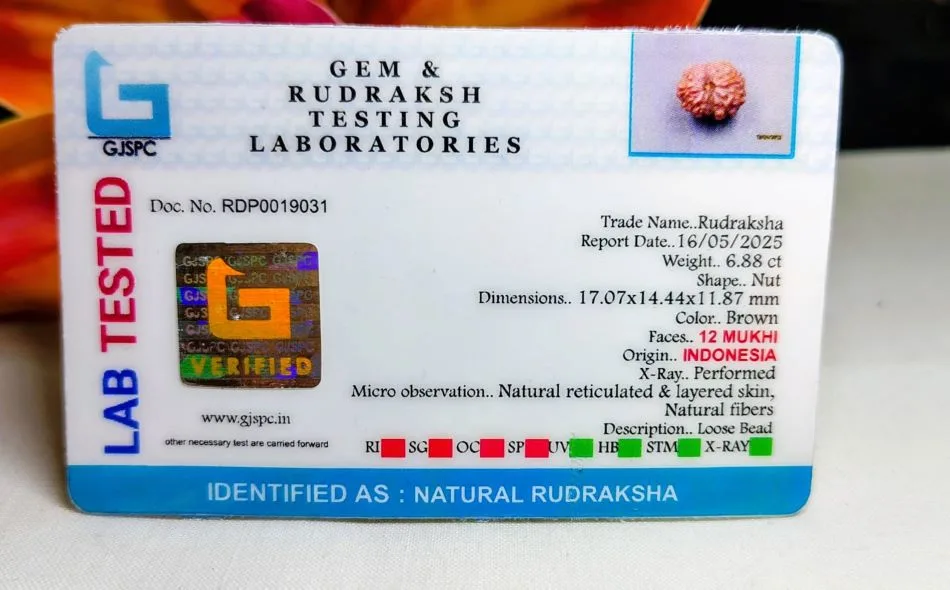 GEM &
RUDRAKSH
TESTING
LABORATORIES
GJSPC
LAB TESTED
Doc. No. RDP0019031
Trade Name..Rudraksha
Report Date..16/05/2025
Weight.. 6.88 ct
Shape.. Nut
Dimensions.. 17.07x14.44x11.87 mm
Color.. Brown
Faces.. 12 MUKHI
Origin.. INDONESIA
X-Ray.. Performed
Micro observation.. Natural reticulated & layered skin,
Natural fibers
Description.. Loose Bead
VERIFIED
www.gjspc.in
other necessary test are carried forward
RI SG OC SP UV HB STM X-RAY
IDENTIFIED AS : NATURAL RUDRAKSHA